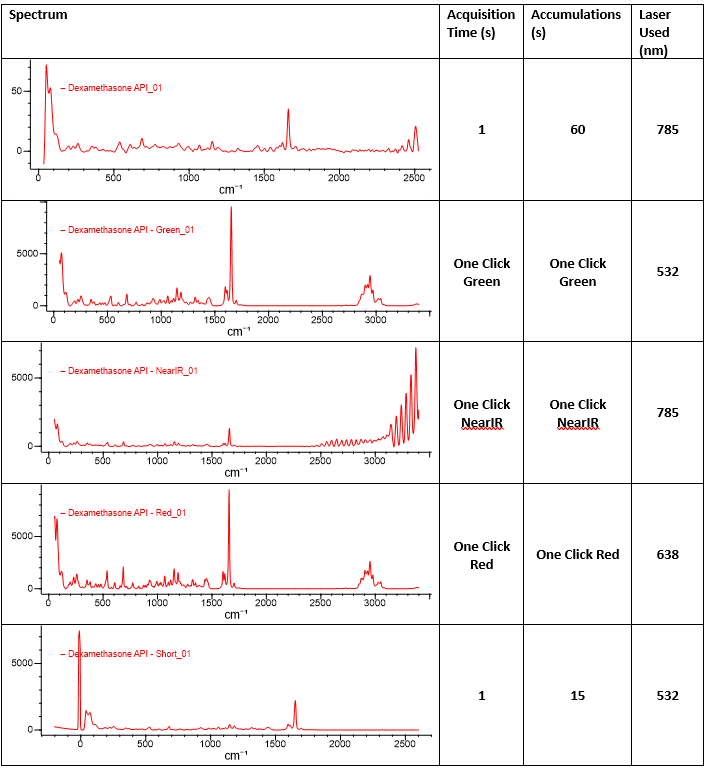 Spectrum
Acquisition Time (s)
Accumulations (s)
Laser Used (nm)
– Dexamethasone API_01
50
0
0 500 1000 1500 2000 2500
cm⁻¹
1
60
785
– Dexamethasone API - Green_01
5000
0
0 500 1000 1500 2000 2500 3000
cm⁻¹
One Click Green
One Click Green
532
– Dexamethasone API - NearIR_01
5000
0
0 500 1000 1500 2000 2500 3000
cm⁻¹
One Click NearIR
One Click NearIR
785
– Dexamethasone API - Red_01
5000
0
0 500 1000 1500 2000 2500 3000
cm⁻¹
One Click Red
One Click Red
638
– Dexamethasone API - Short_01
5000
0
0 500 1000 1500 2000 2500
cm⁻¹
1
15
532